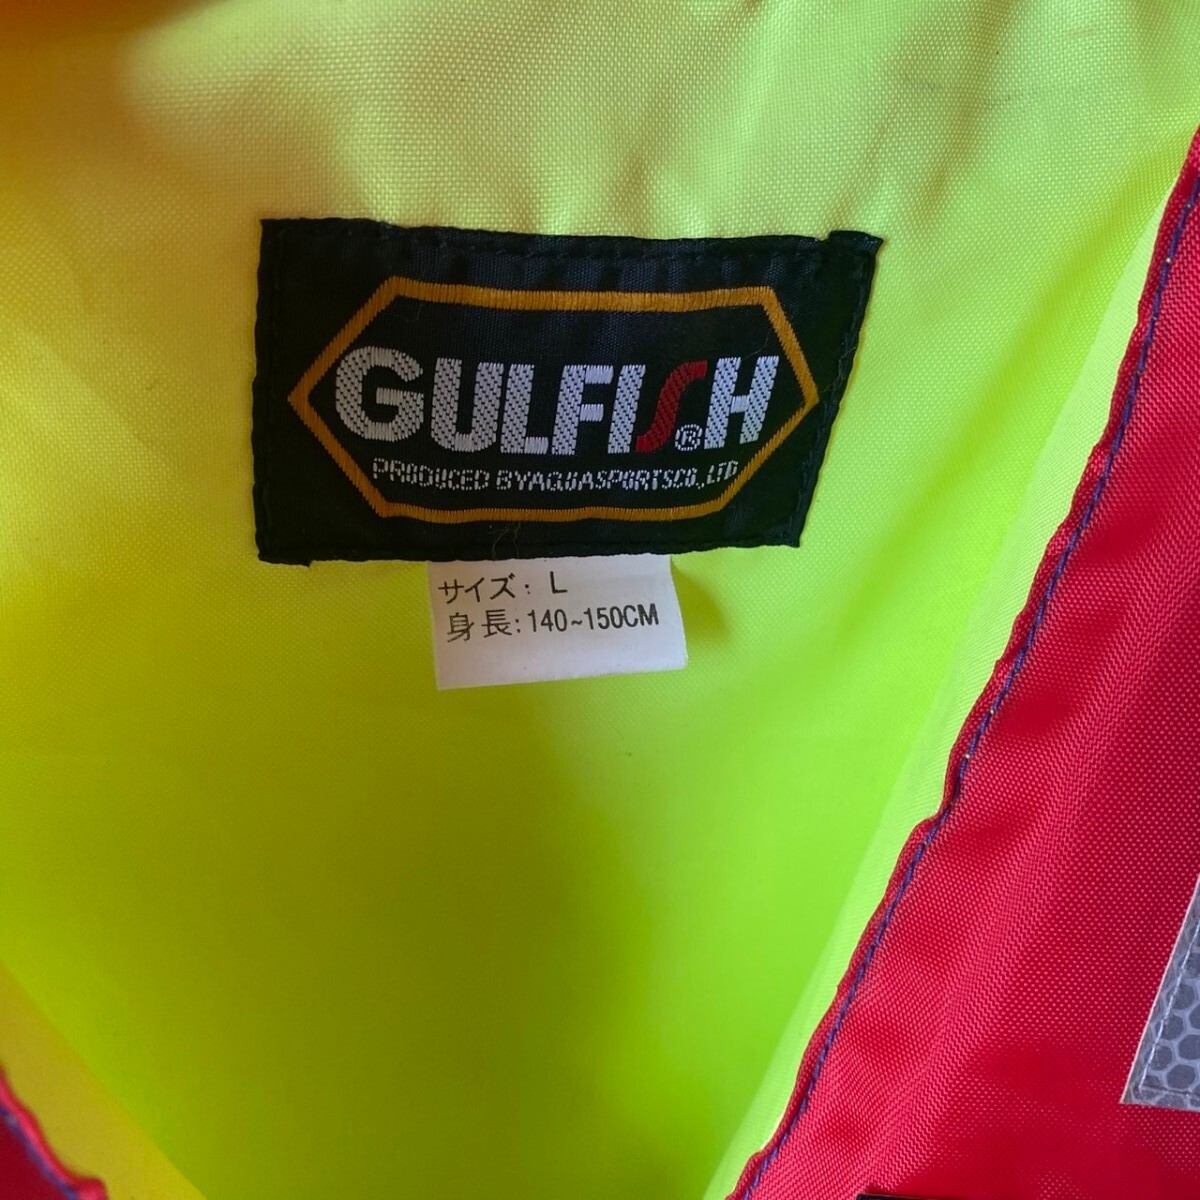 GULFISH®
PRODUCED BYAQUASPORTSCO.,LTD
サイズ: L
身長:140~150CM